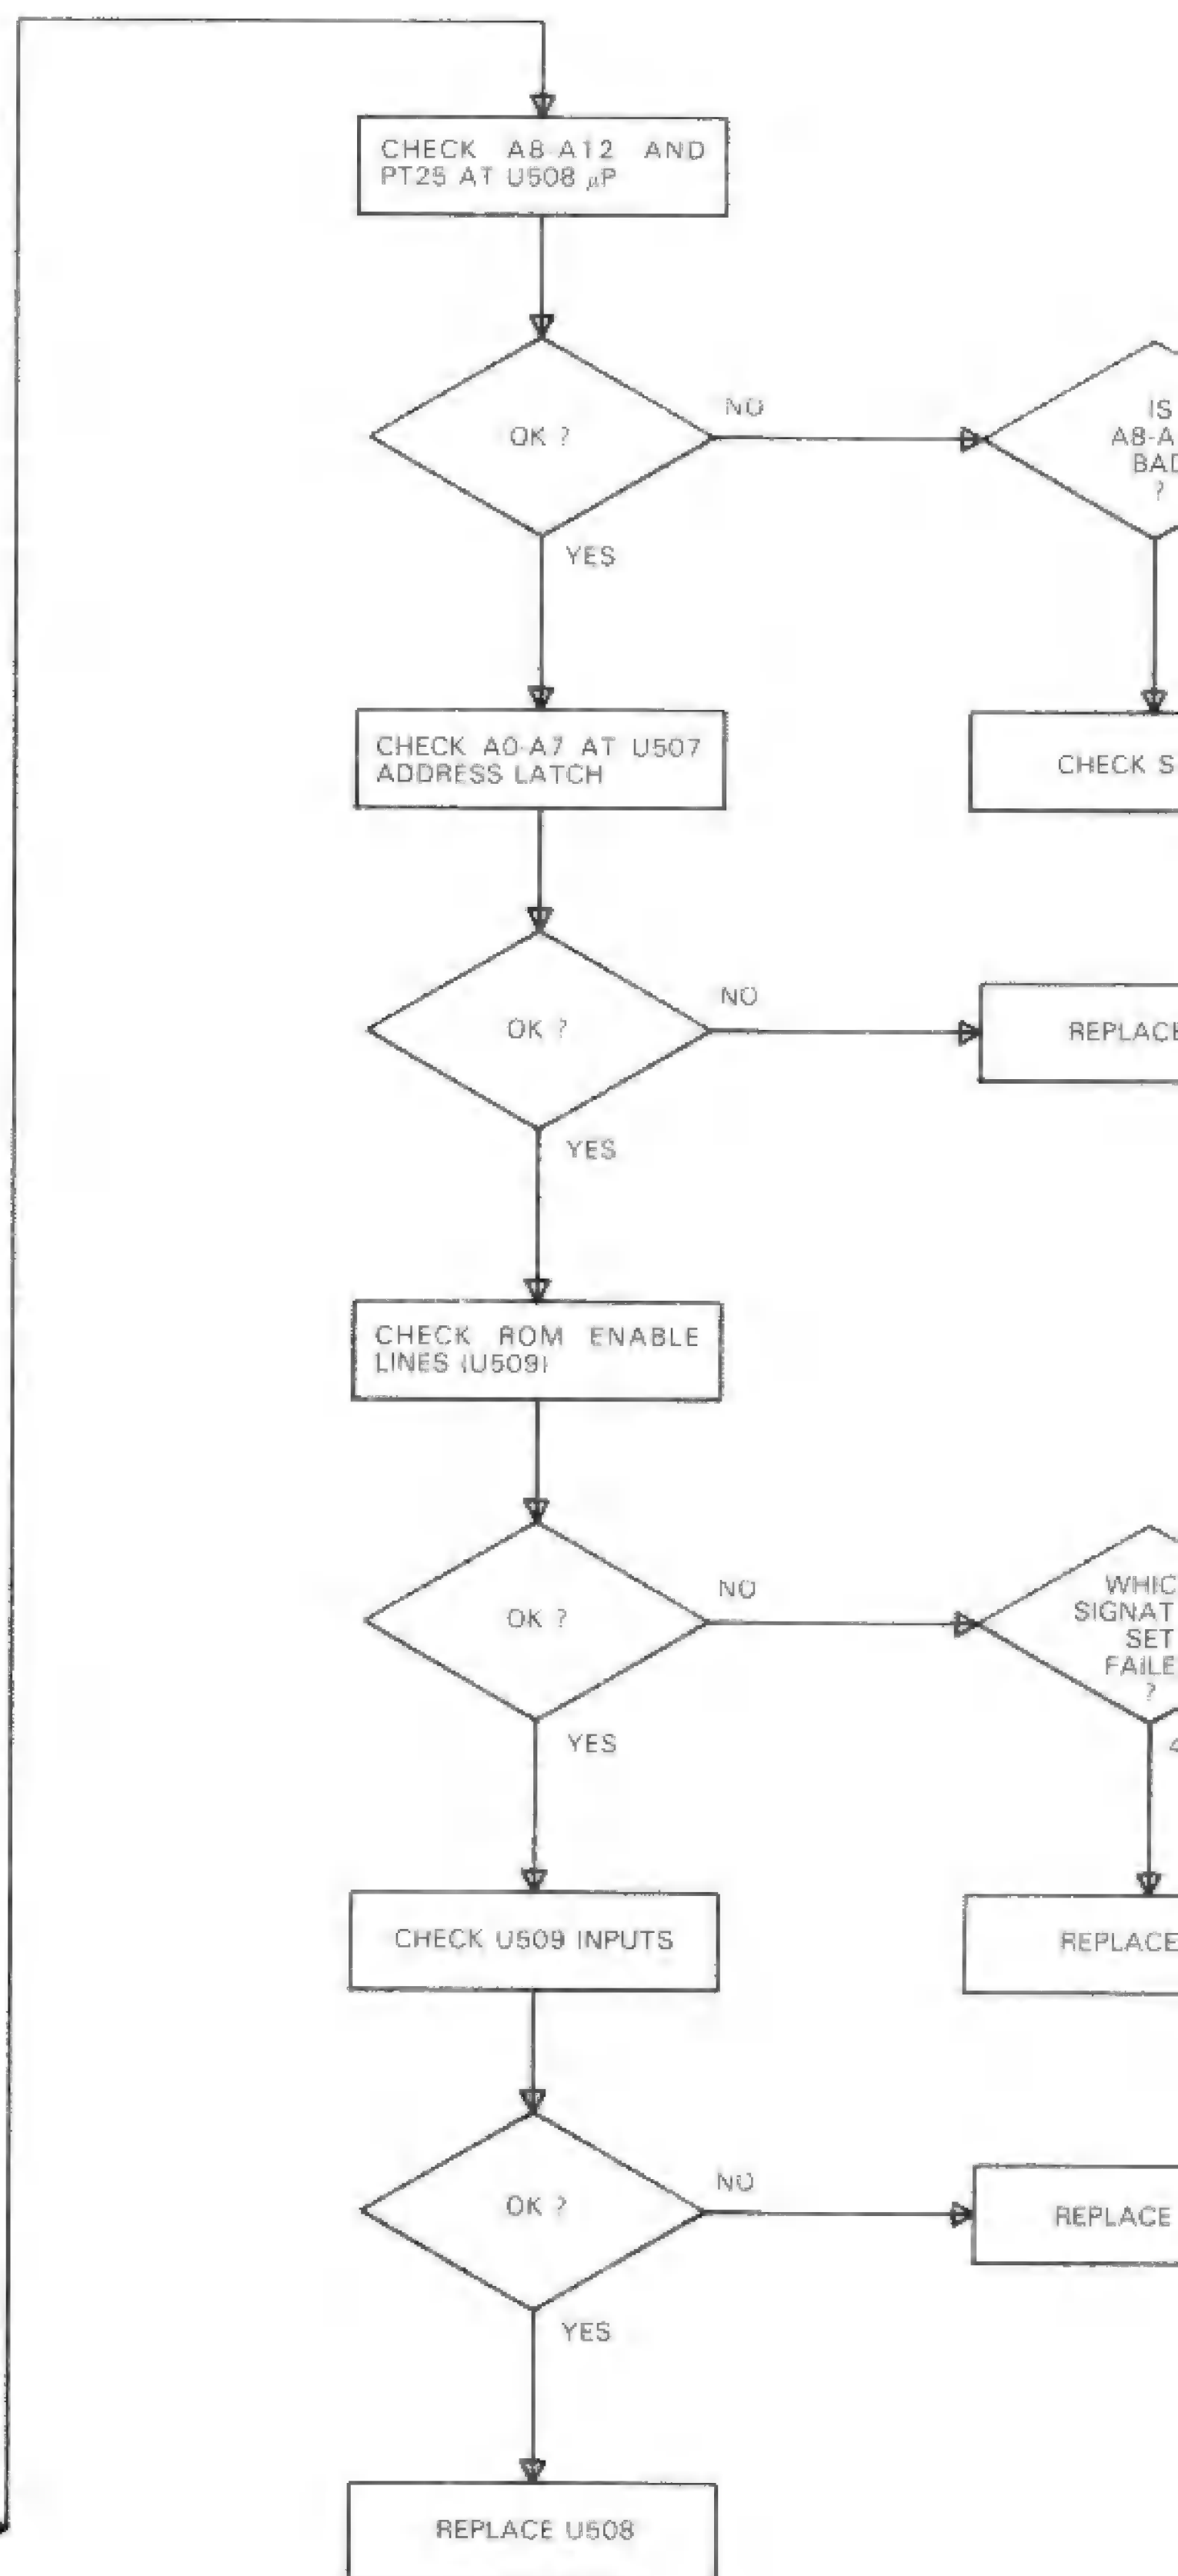 CHECK A8-A12 AND
PT25 AT U508 µP
OK ?
NO
YES
IS
A8-A
BAD
?
CHECK A0-A7 AT U507
ADDRESS LATCH
CHECK S
OK ?
NO
YES
REPLACE
CHECK ROM ENABLE
LINES (U509)
OK ?
NO
YES
WHIC
SIGNAT
SET
FAILE
?
4
CHECK U509 INPUTS
REPLACE
OK ?
NO
YES
REPLACE
REPLACE U508